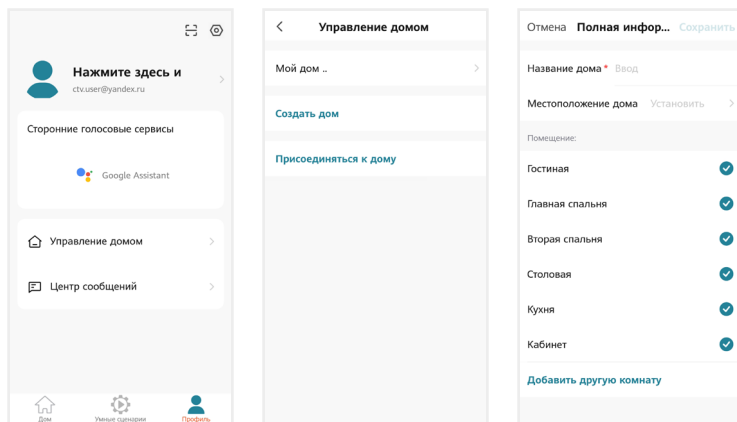 Нажмите здесь и
ctv.user@yandex.ru
Сторонние голосовые сервисы
Google Assistant
Управление домом
Центр сообщений
Дом Умные сценарии Профиль
Управление домом
Мой дом ..
Создать дом
Присоединяться к дому
Отмена Полная инфор... Сохранить
Название дома * Ввод
Местоположение дома Установить
Помещение:
Гостиная
Главная спальня
Вторая спальня
Столовая
Кухня
Кабинет
Добавить другую комнату